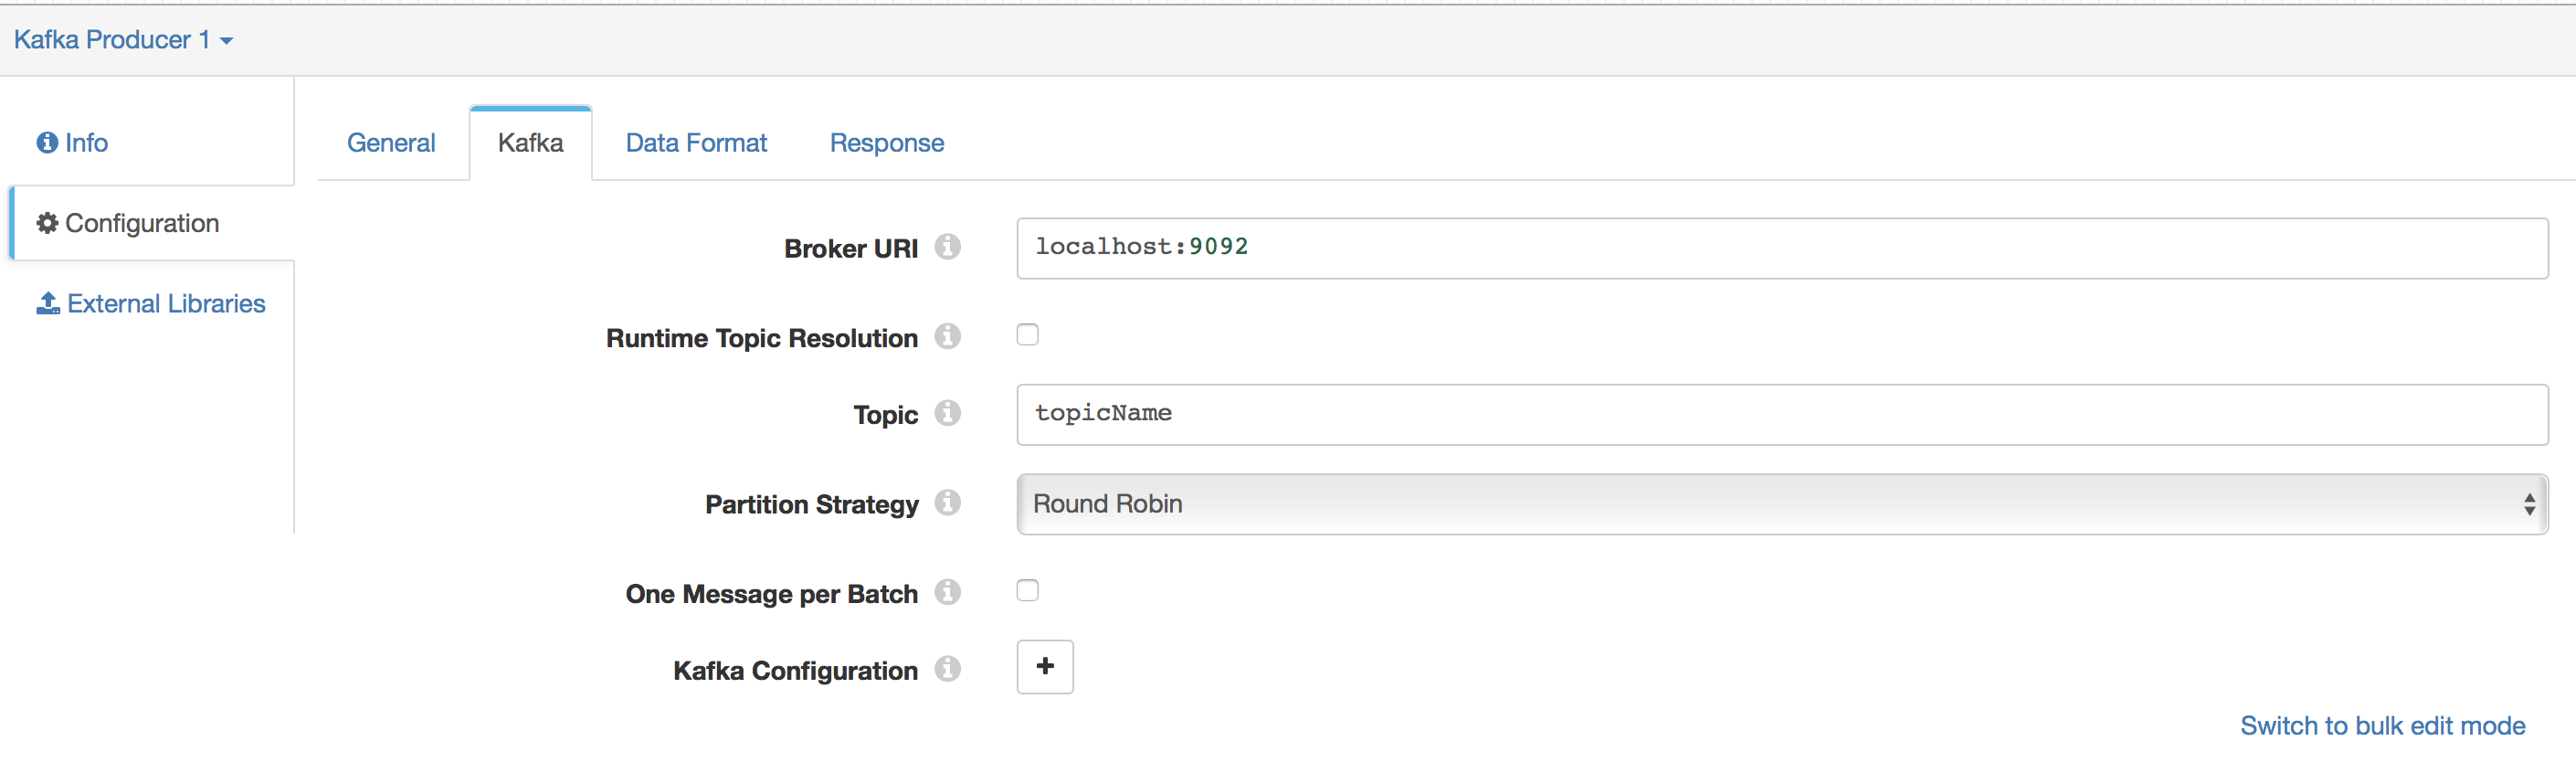 Kafka Producer 1
Info
Configuration
External Libraries
General Kafka Data Format Response
Broker URI localhost:9092
Runtime Topic Resolution
Topic topicName
Partition Strategy Round Robin
One Message per Batch
Kafka Configuration +
Switch to bulk edit mode